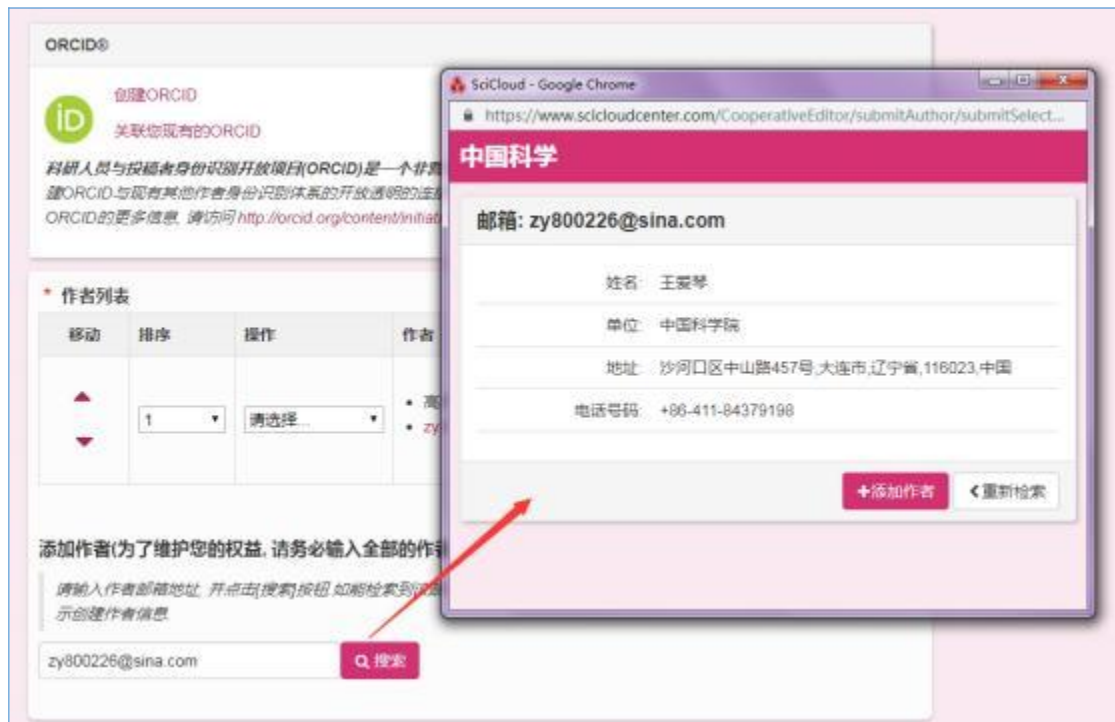 ORCID®
iD
创建ORCID
关联您现有的ORCID
科研人员与投稿者身份识别开放项目(ORCID)是一个非营
建ORCID与现有其他作者身份识别体系的开放透明的连接
ORCID的更多信息, 请访问 http://orcid.org/content/initiat
* 作者列表
移动 排序 操作 作者
1 请选择...
高
zy
添加作者(为了维护您的权益, 请务必输入全部的作者
请输入作者邮箱地址, 并点击[搜索]按钮.如能检索到
示创建作者信息.
zy800226@sina.com 搜索
SciCloud - Google Chrome
https://www.scicloudcenter.com/CooperativeEditor/submitAuthor/submitSelect...
中国科学
邮箱: zy800226@sina.com
姓名: 王爱琴
单位: 中国科学院
地址: 沙河口区中山路457号,大连市,辽宁省,116023,中国
电话号码: +86-411-84379198
+添加作者 重新检索